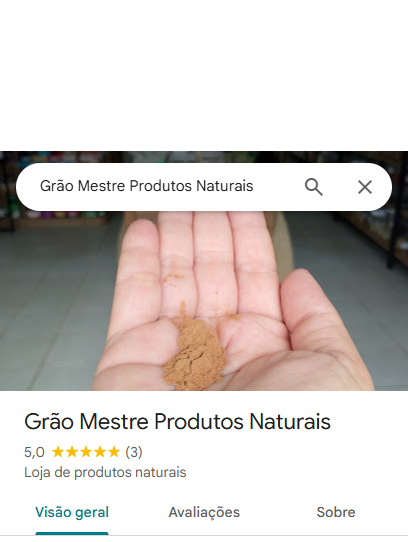 Grão Mestre Produtos Naturais
Grão Mestre Produtos Naturais
5,0 ★★★★★ (3)
Loja de produtos naturais
Visão geral Avaliações Sobre